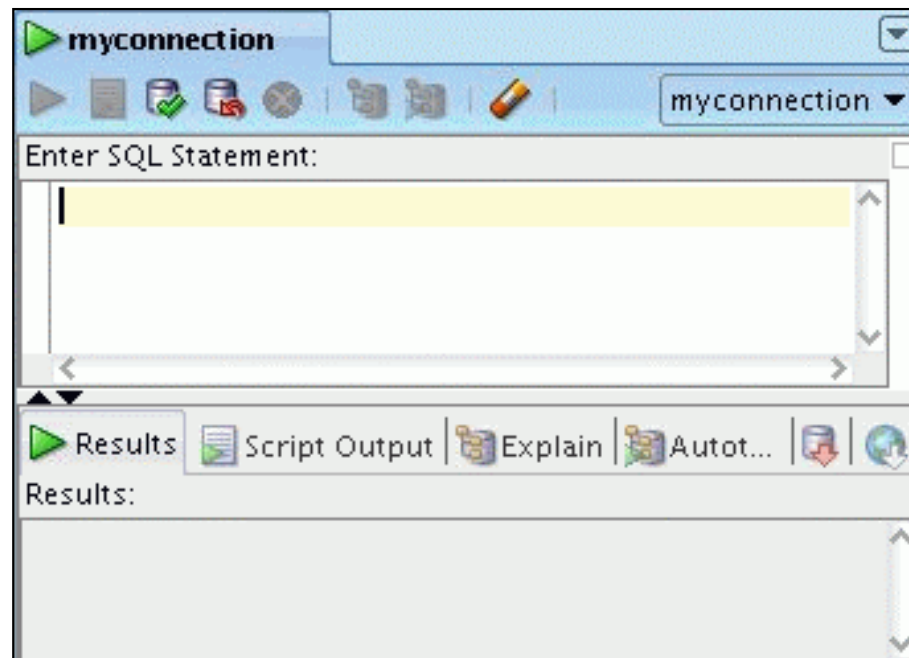 myconnection
myconnection
Enter SQL Statement:
Results Script Output Explain Autot...
Results: